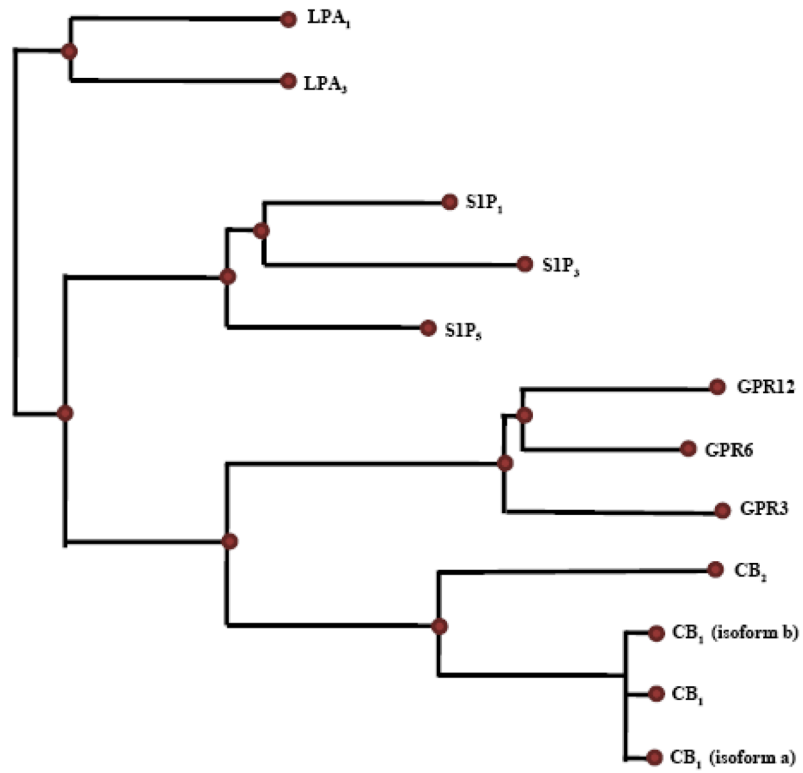 LPA₁
LPA₃
S1P₁
S1P₃
S1P₅
GPR12
GPR6
GPR3
CB₂
CB₁ (isoform b)
CB₁
CB₁ (isoform a)